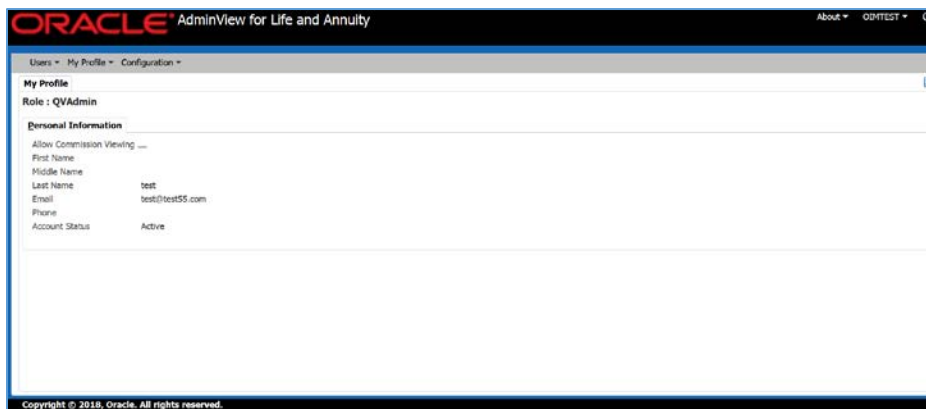 ORACLE AdminView for Life and Annuity
About OIMTEST
Users My Profile Configuration
My Profile
Role : QVAdmin
Personal Information
Allow Commission Viewing
First Name
Middle Name
Last Name test
Email test@test55.com
Phone
Account Status Active
Copyright © 2018, Oracle. All rights reserved.